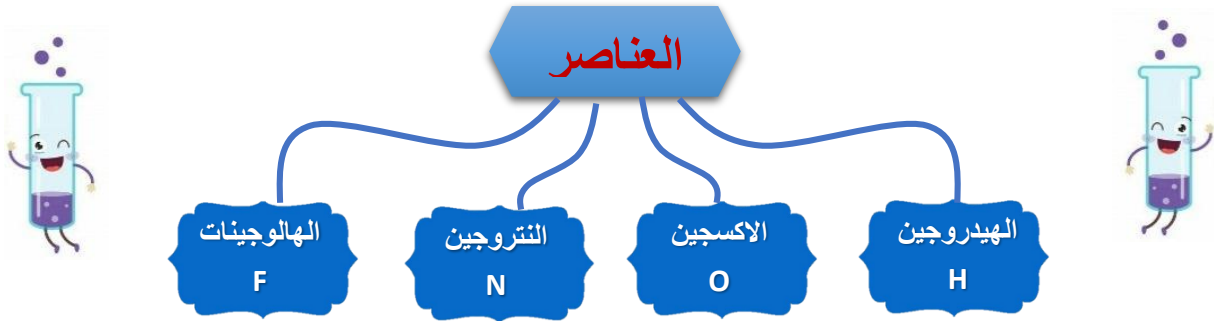 العناصر
الهيدروجين
H
الاكسجين
O
النتروجين
N
الهالوجينات
F